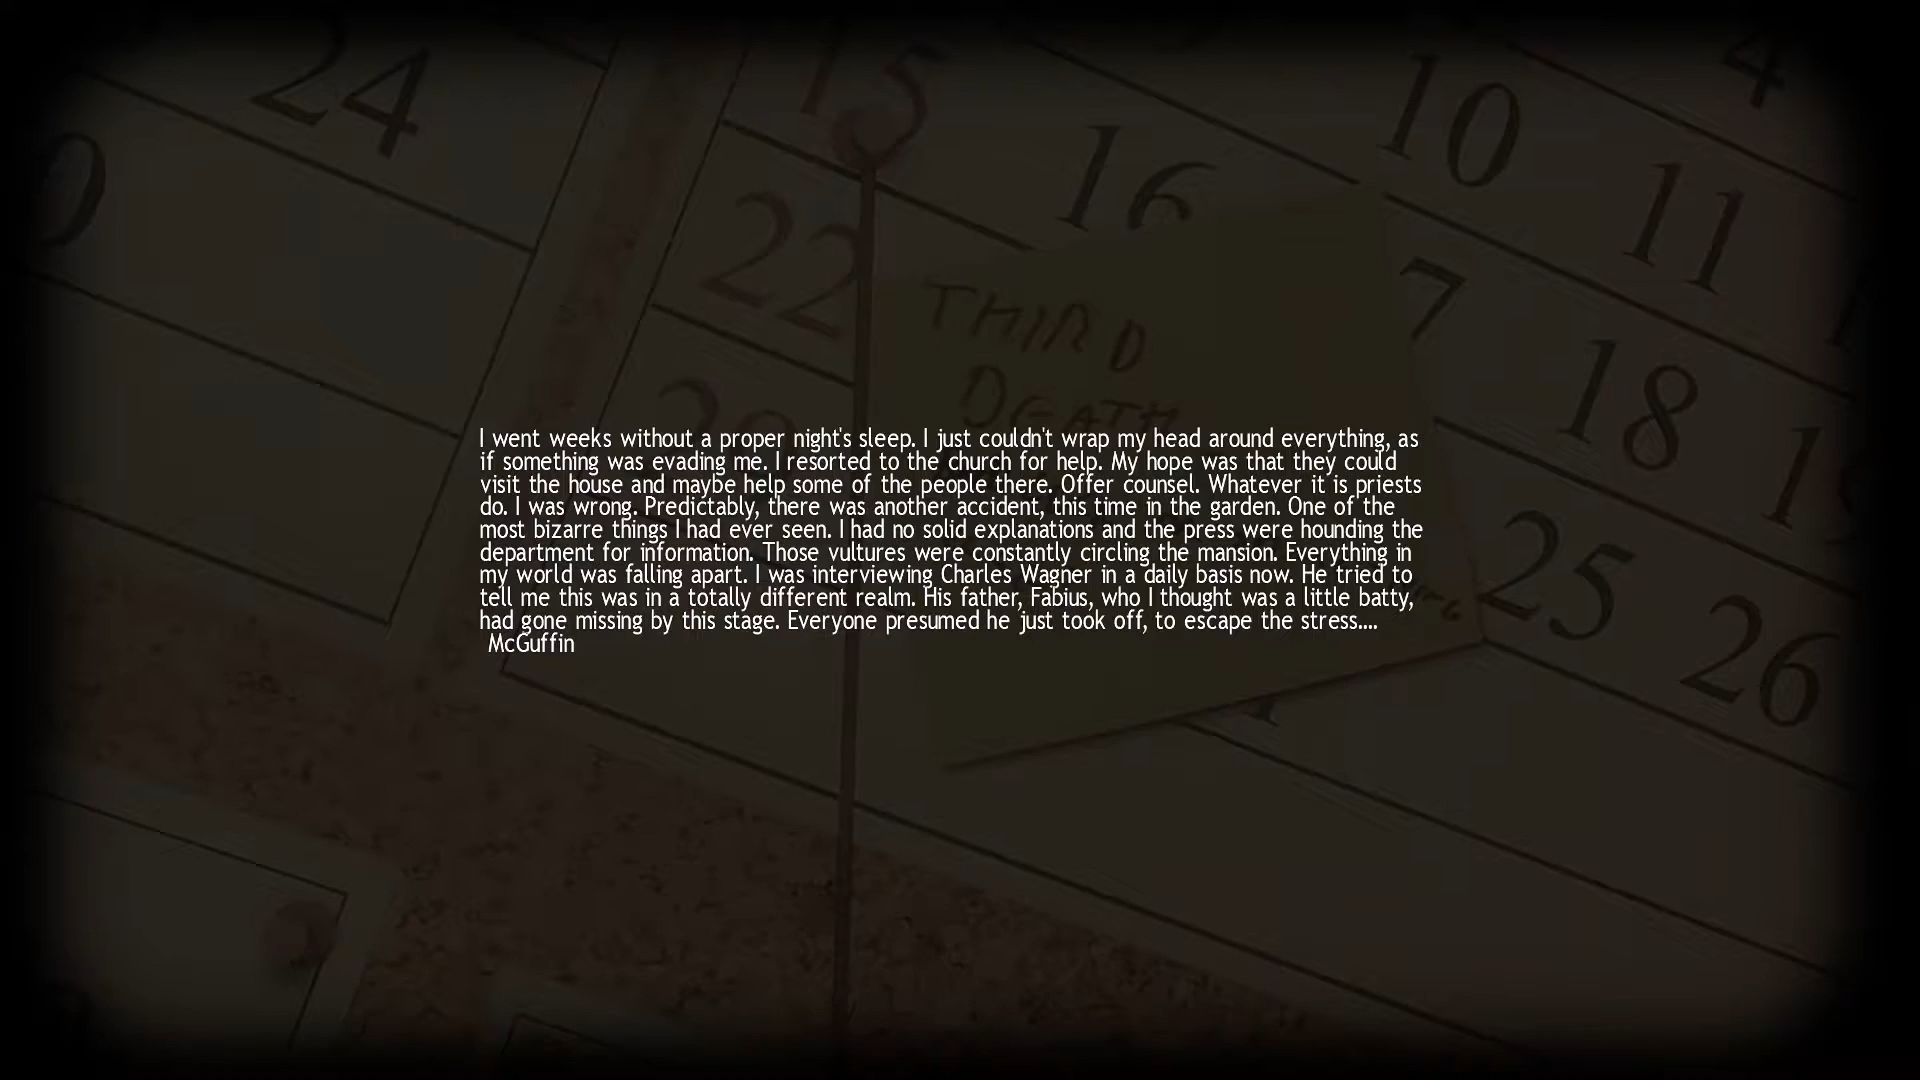 24
15
4
10
16
11
22
7
THIRD
18
DEATH
I went weeks without a proper night's sleep. I just couldn't wrap my head around everything, as
if something was evading me. I resorted to the church for help. My hope was that they could
visit the house and maybe help some of the people there. Offer counsel. Whatever it is priests
do. I was wrong. Predictably, there was another accident, this time in the garden. One of the
most bizarre things I had ever seen. I had no solid explanations and the press were hounding the
department for information. Those vultures were constantly circling the mansion. Everything in
my world was falling apart. I was interviewing Charles Wagner in a daily basis now. He tried to
tell me this was in a totally different realm. His father, Fabius, who I thought was a little batty,
had gone missing by this stage. Everyone presumed he just took off, to escape the stress....
McGuffin
25
26